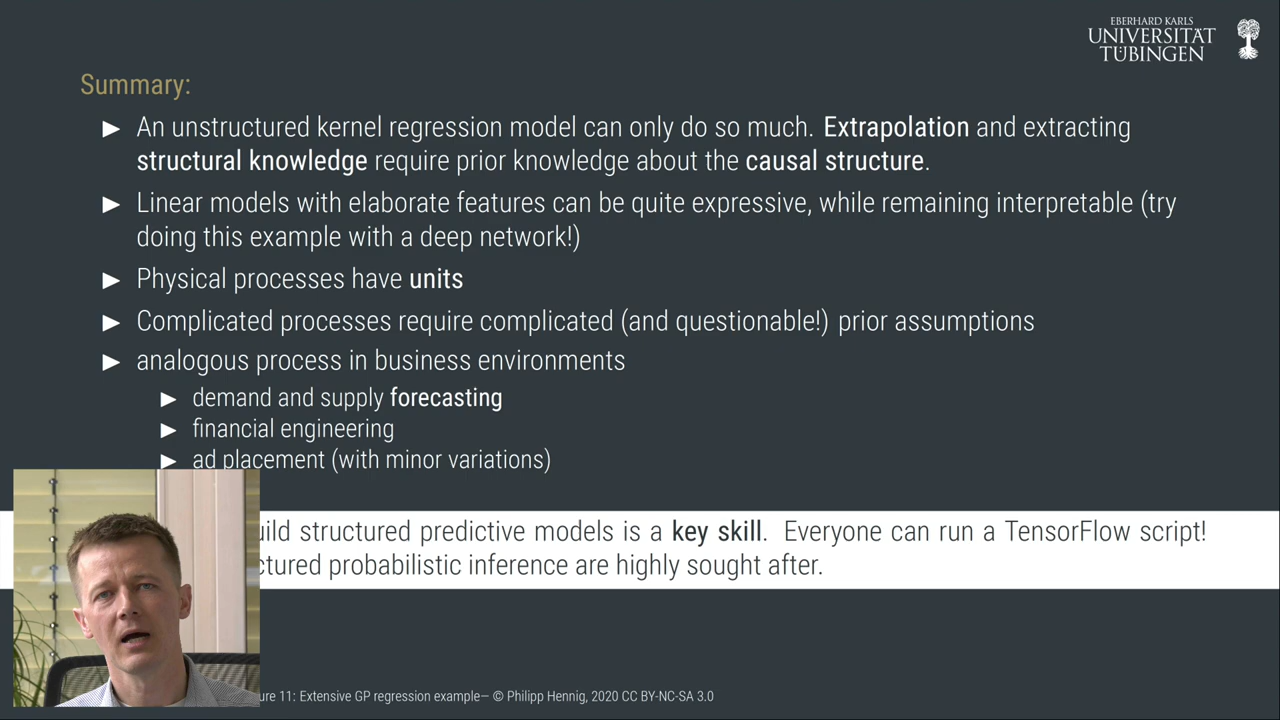 EBERHARD KARLS
UNIVERSITÄT
TÜBINGEN
Summary:
► An unstructured kernel regression model can only do so much. Extrapolation and extracting
structural knowledge require prior knowledge about the causal structure.
► Linear models with elaborate features can be quite expressive, while remaining interpretable (try
doing this example with a deep network!)
► Physical processes have units
► Complicated processes require complicated (and questionable!) prior assumptions
► analogous process in business environments
► demand and supply forecasting
► financial engineering
► ad placement (with minor variations)
structured predictive models is a key skill. Everyone can run a TensorFlow script!
probabilistic inference are highly sought after.
11: Extensive GP regression example— © Philipp Hennig, 2020 CC BY-NC-SA 3.0